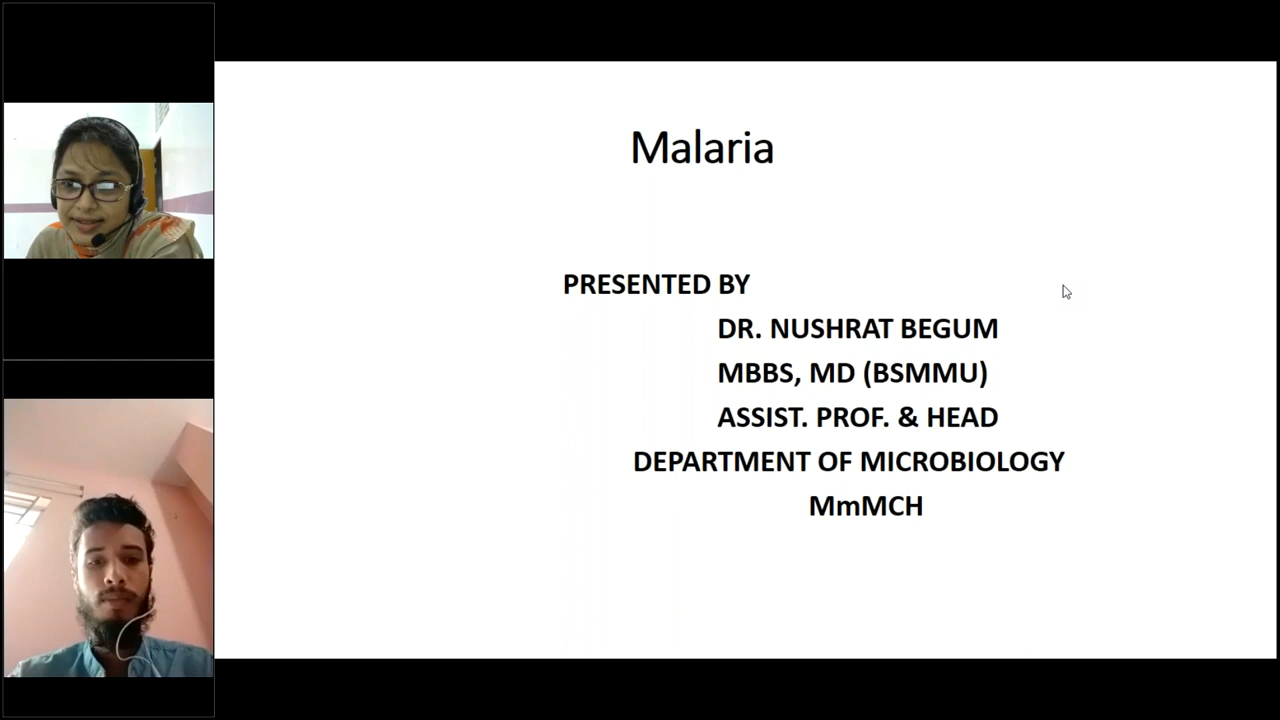 Malaria
PRESENTED BY
DR. NUSHRAT BEGUM
MBBS, MD (BSMMU)
ASSIST. PROF. & HEAD
DEPARTMENT OF MICROBIOLOGY
MmMCH